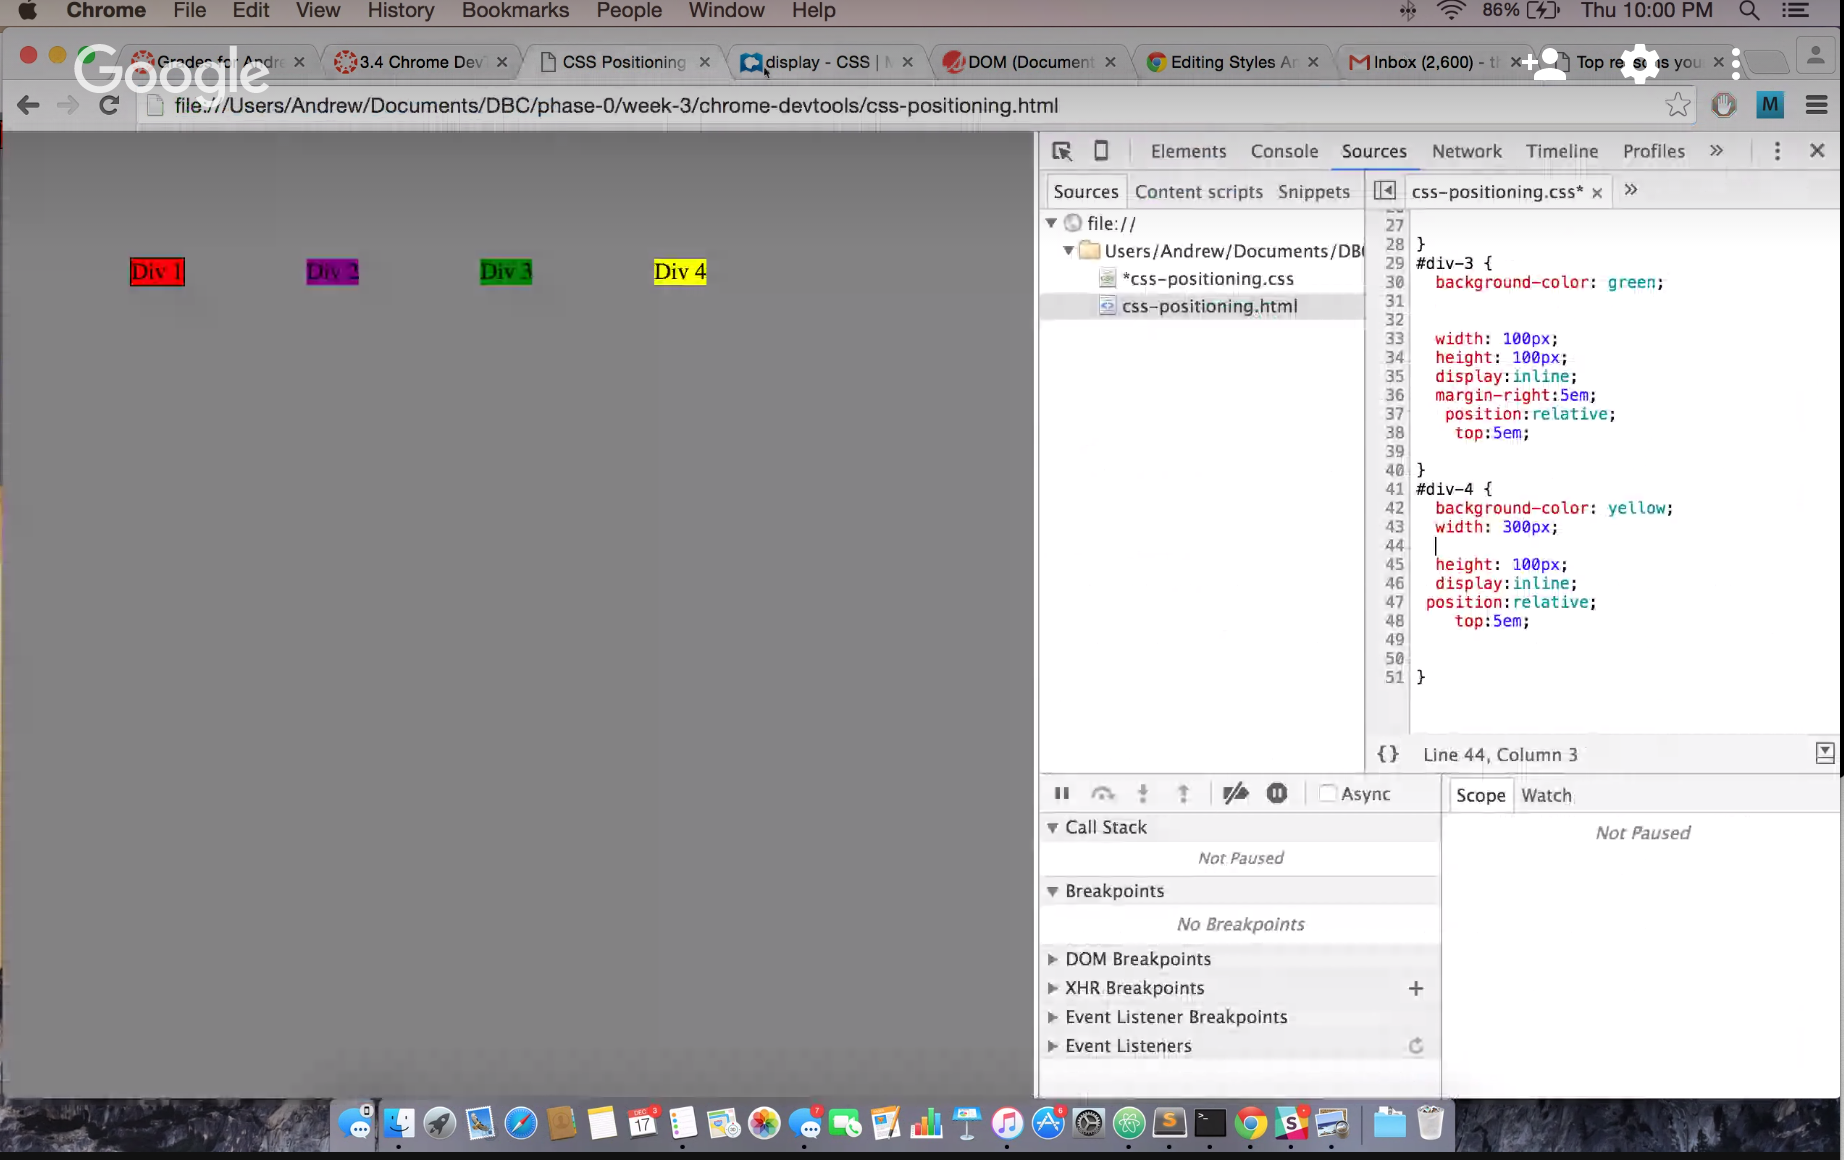 Chrome File Edit View History Bookmarks People Window Help 86% Thu 10:00 PM
Google
Grades for Andre 3.4 Chrome Dev CSS Positioning display - CSS | M DOM (Document Editing Styles An Inbox (2,600) - ti Top reasons you
file:///Users/Andrew/Documents/DBC/phase-0/week-3/chrome-devtools/css-positioning.html M
Div 1 Div 2 Div 3 Div 4
Elements Console Sources Network Timeline Profiles »
Sources Content scripts Snippets
css-positioning.css* »
file://
Users/Andrew/Documents/DB
*css-positioning.css
css-positioning.html
27
28 }
29 #div-3 {
30 background-color: green;
31
32
33 width: 100px;
34 height: 100px;
35 display:inline;
36 margin-right:5em;
37 position:relative;
38 top:5em;
39
40 }
41 #div-4 {
42 background-color: yellow;
43 width: 300px;
44
45 height: 100px;
46 display:inline;
47 position:relative;
48 top:5em;
49
50
51 }
{} Line 44, Column 3
Async
Call Stack
Not Paused
Breakpoints
No Breakpoints
DOM Breakpoints
XHR Breakpoints +
Event Listener Breakpoints
Event Listeners
Scope Watch
Not Paused
DEC 3
17
7
6
S
S